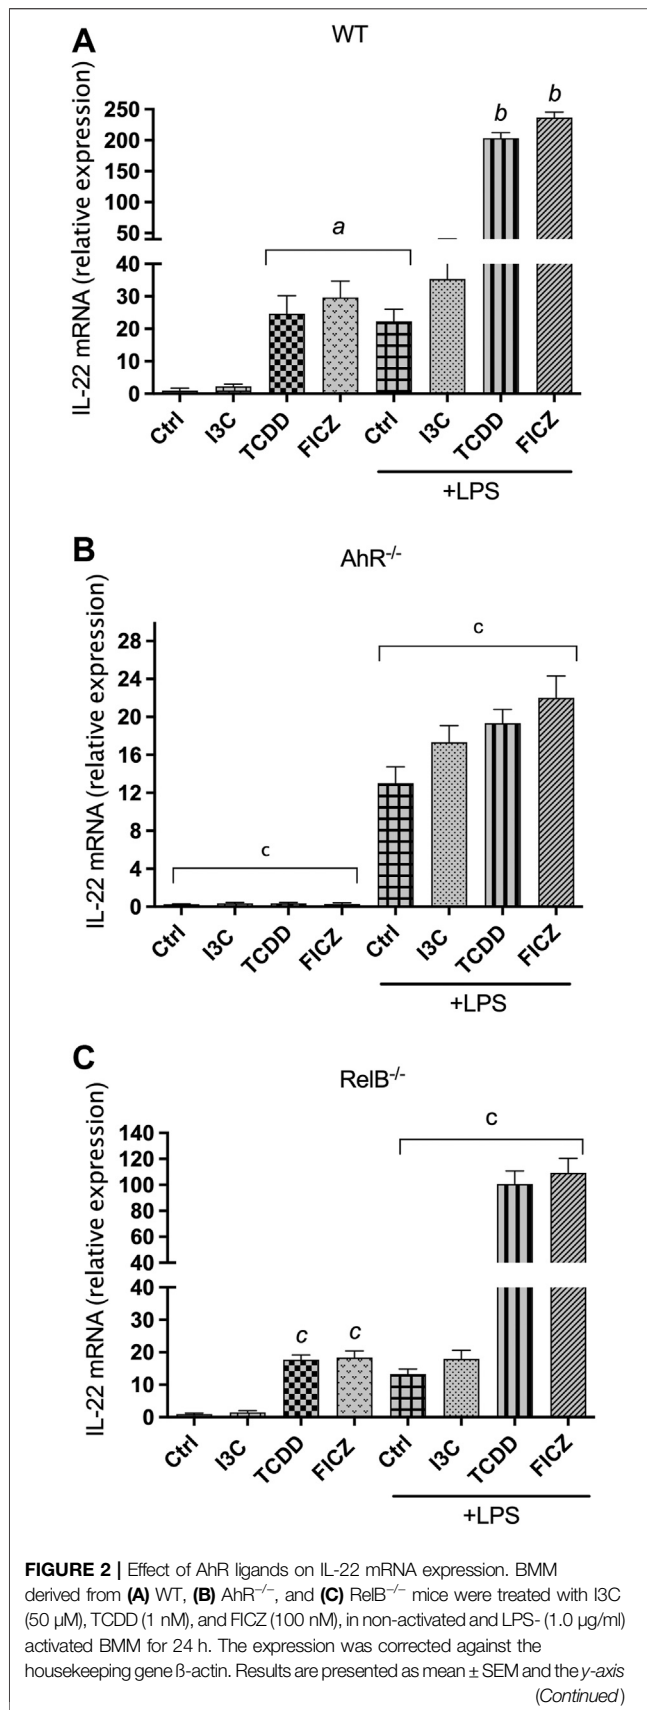 A
WT
IL-22 mRNA (relative expression)
250
200
150
100
50
40
30
20
10
0
a
b
b
Ctrl
I3C
TCDD
FICZ
Ctrl
I3C
TCDD
FICZ
+LPS
B
AhR-/-
IL-22 mRNA (relative expression)
28
24
20
16
12
8
4
0
c
c
Ctrl
I3C
TCDD
FICZ
Ctrl
I3C
TCDD
FICZ
+LPS
C
RelB-/-
IL-22 mRNA (relative expression)
140
120
100
80
60
40
40
30
20
10
0
c
c
c
Ctrl
I3C
TCDD
FICZ
Ctrl
I3C
TCDD
FICZ
+LPS
FIGURE 2 | Effect of AhR ligands on IL-22 mRNA expression. BMM
derived from (A) WT, (B) AhR−/−, and (C) RelB−/− mice were treated with I3C
(50 µM), TCDD (1 nM), and FICZ (100 nM), in non-activated and LPS- (1.0 µg/ml)
activated BMM for 24 h. The expression was corrected against the
housekeeping gene ß-actin. Results are presented as mean ± SEM and the y-axis
(Continued)